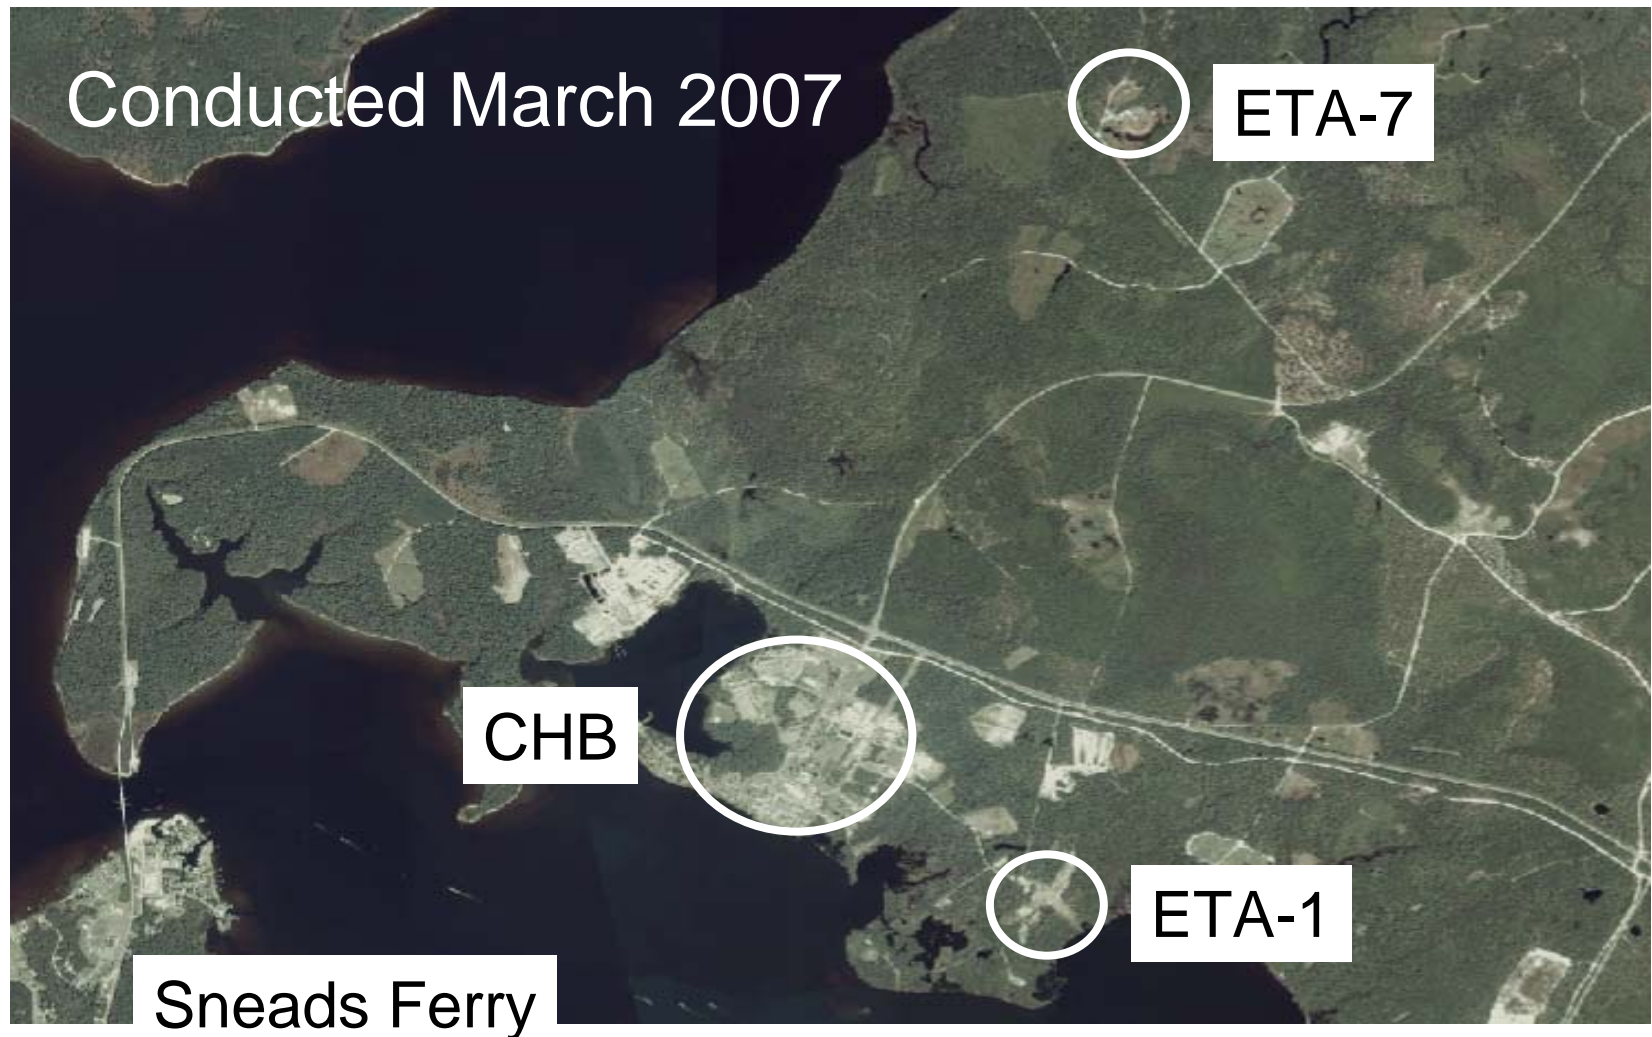 Conducted March 2007
ETA-7
CHB
ETA-1
Sneads Ferry